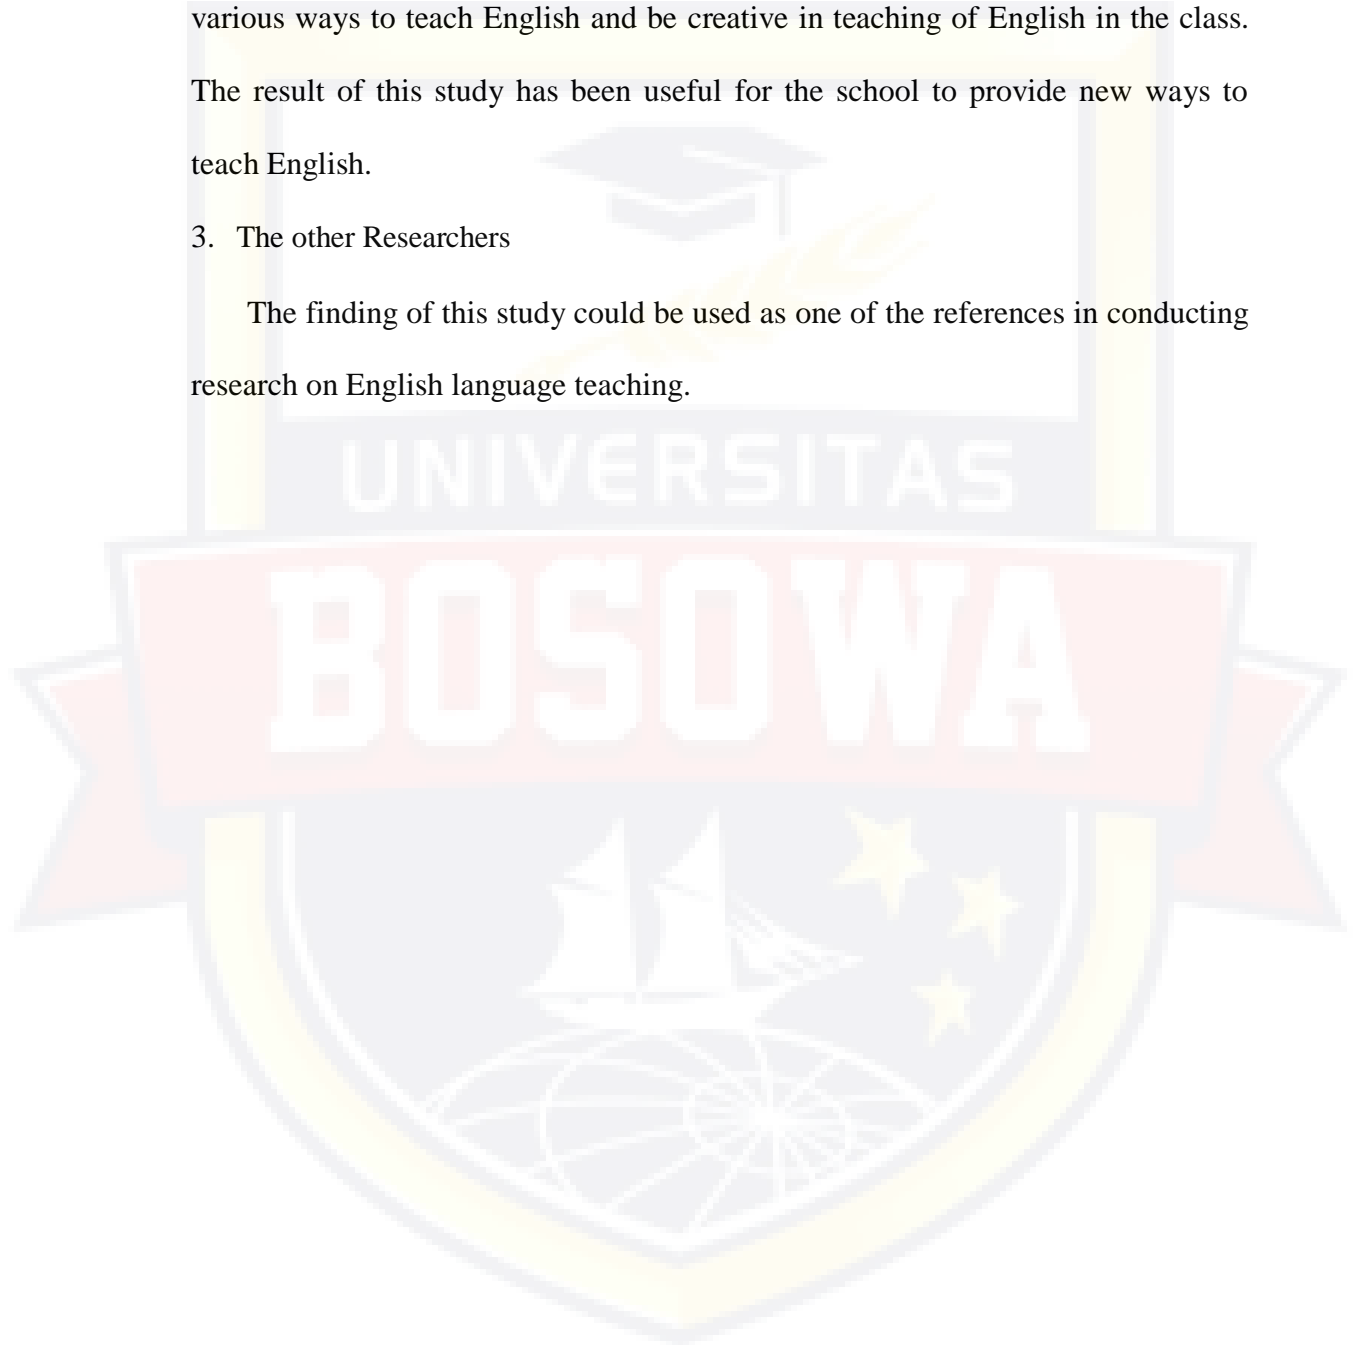 various ways to teach English and be creative in teaching of English in the class.
The result of this study has been useful for the school to provide new ways to
teach English.
3. The other Researchers
The finding of this study could be used as one of the references in conducting
research on English language teaching.
UNIVERSITAS
BOSOWA